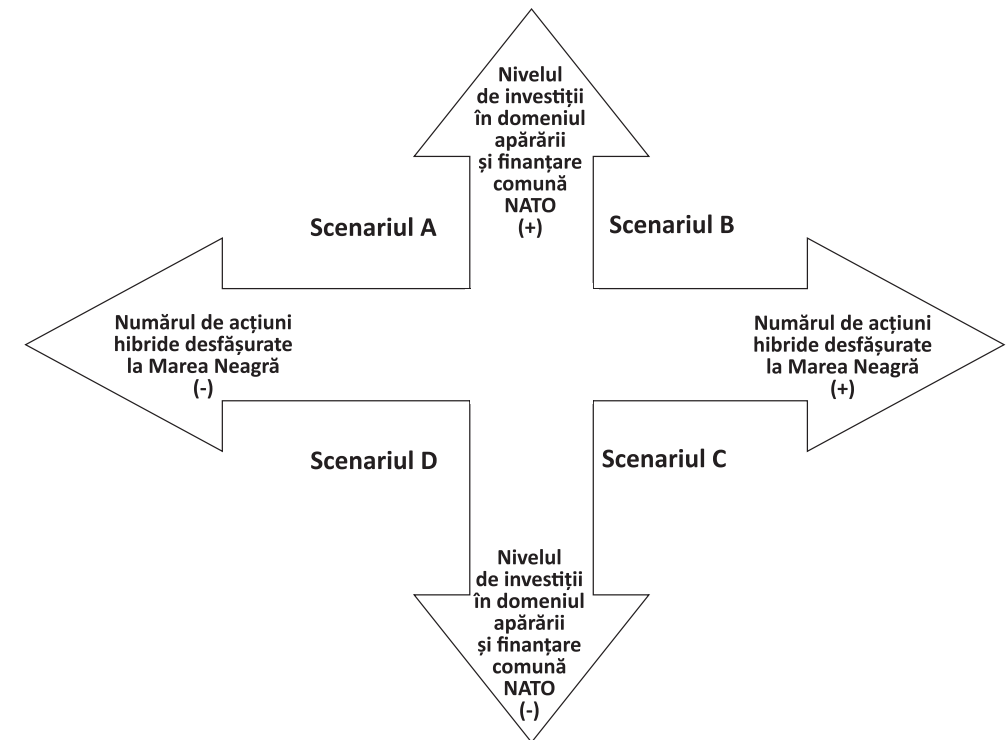 Nivelul
de investiții
în domeniul
apărării
și finanțare
comună
NATO
(+)
Scenariul A
Scenariul B
Numărul de acțiuni
hibride desfășurate
la Marea Neagră
(-)
Numărul de acțiuni
hibride desfășurate
la Marea Neagră
(+)
Scenariul D
Scenariul C
Nivelul
de investiții
în domeniul
apărării
și finanțare
comună
NATO
(-)